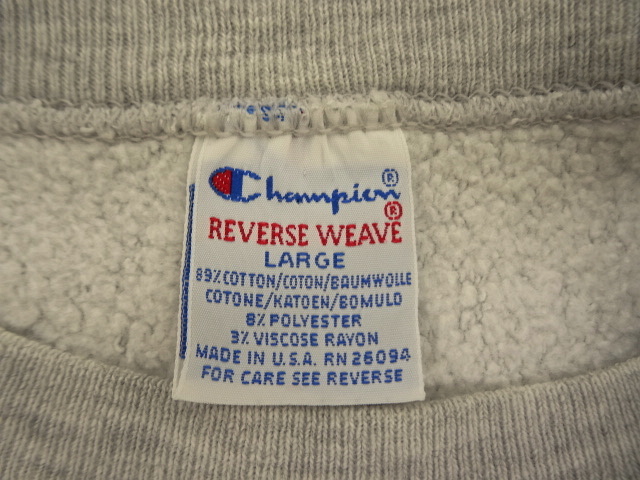 Champion®
REVERSE WEAVE®
LARGE
89% COTTON/COTON/BAUMWOLLE
COTONE/KATOEN/BOMULD
8% POLYESTER
3% VISCOSE RAYON
MADE IN U.S.A. RN 26094
FOR CARE SEE REVERSE